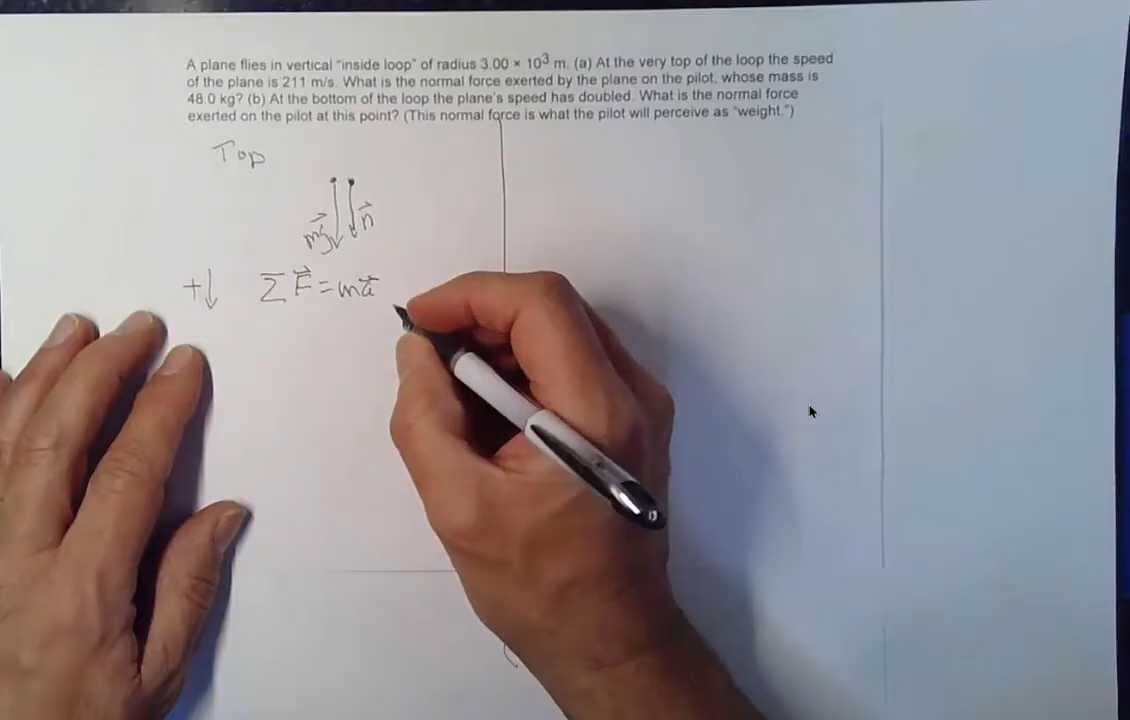 A plane flies in vertical “inside loop” of radius 3.00 × 10³ m. (a) At the very top of the loop the speed
of the plane is 211 m/s. What is the normal force exerted by the plane on the pilot, whose mass is
48.0 kg? (b) At the bottom of the loop the plane's speed has doubled. What is the normal force
exerted on the pilot at this point? (This normal force is what the pilot will perceive as “weight.”)
Top
mg⃗ n⃗
+↓ ΣF⃗ = ma⃗